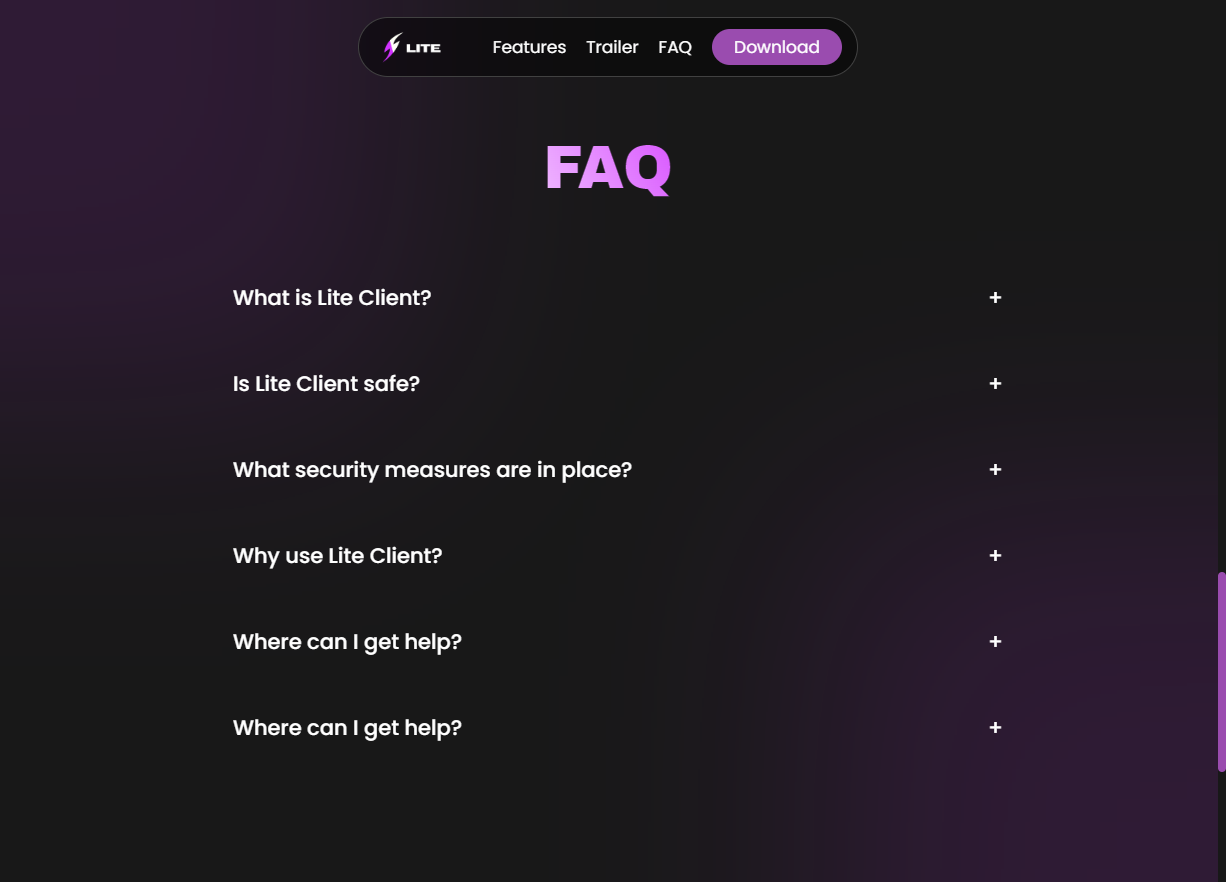 LITE Features Trailer FAQ Download
FAQ
What is Lite Client? +
Is Lite Client safe? +
What security measures are in place? +
Why use Lite Client? +
Where can I get help? +
Where can I get help? +